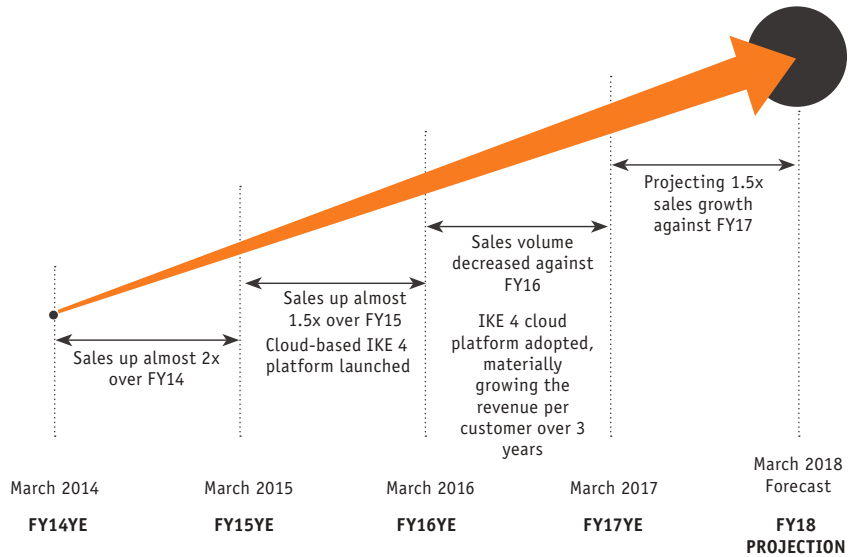 Sales up almost 2x
over FY14
Sales up almost
1.5x over FY15
Cloud-based IKE 4
platform launched
Sales volume
decreased against
FY16
IKE 4 cloud
platform adopted,
materially
growing the
revenue per
customer over 3
years
Projecting 1.5x
sales growth
against FY17
March 2014
FY14YE
March 2015
FY15YE
March 2016
FY16YE
March 2017
FY17YE
March 2018
Forecast
FY18
PROJECTION